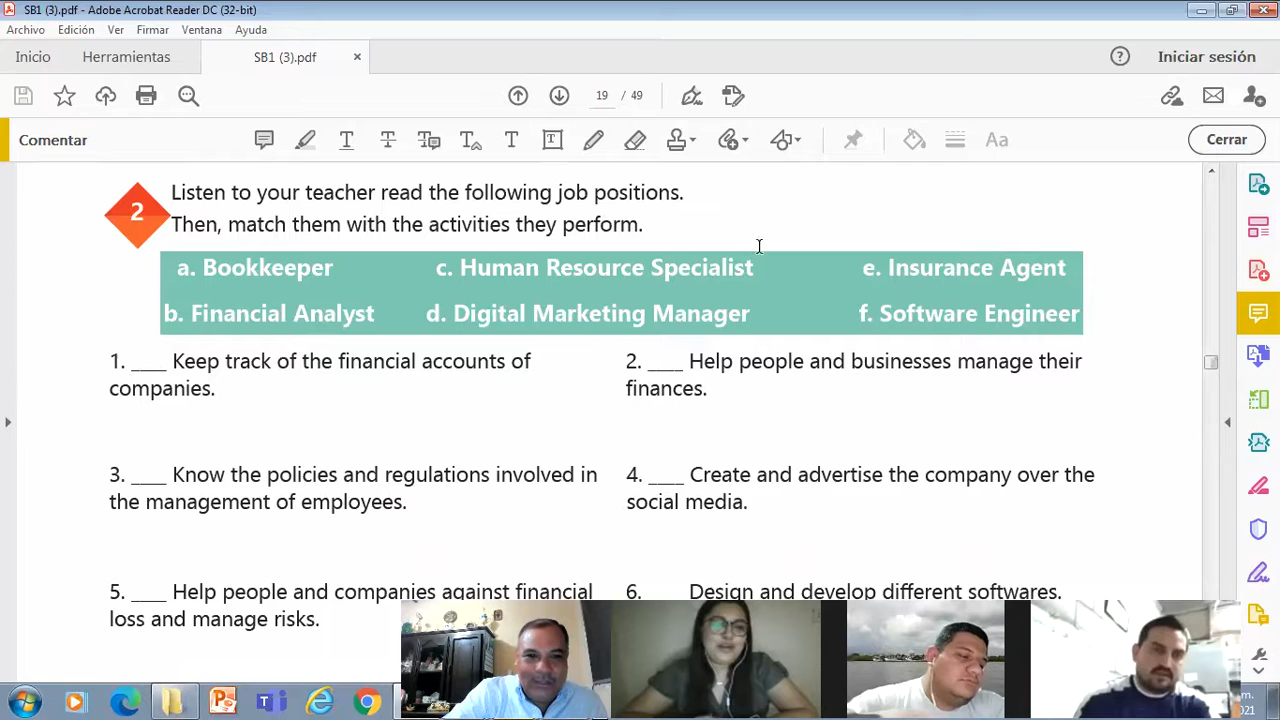 SB1 (3).pdf - Adobe Acrobat Reader DC (32-bit)
Archivo Edición Ver Firmar Ventana Ayuda
Inicio Herramientas SB1 (3).pdf × Iniciar sesión
19 / 49
Comentar Aa Cerrar
2
Listen to your teacher read the following job positions.
Then, match them with the activities they perform.
a. Bookkeeper c. Human Resource Specialist e. Insurance Agent
b. Financial Analyst d. Digital Marketing Manager f. Software Engineer
1. ____ Keep track of the financial accounts of
companies.
2. ____ Help people and businesses manage their
finances.
3. ____ Know the policies and regulations involved in
the management of employees.
4. ____ Create and advertise the company over the
social media.
5. ____ Help people and companies against financial
loss and manage risks.
6. Design and develop different softwares.
m.
2021